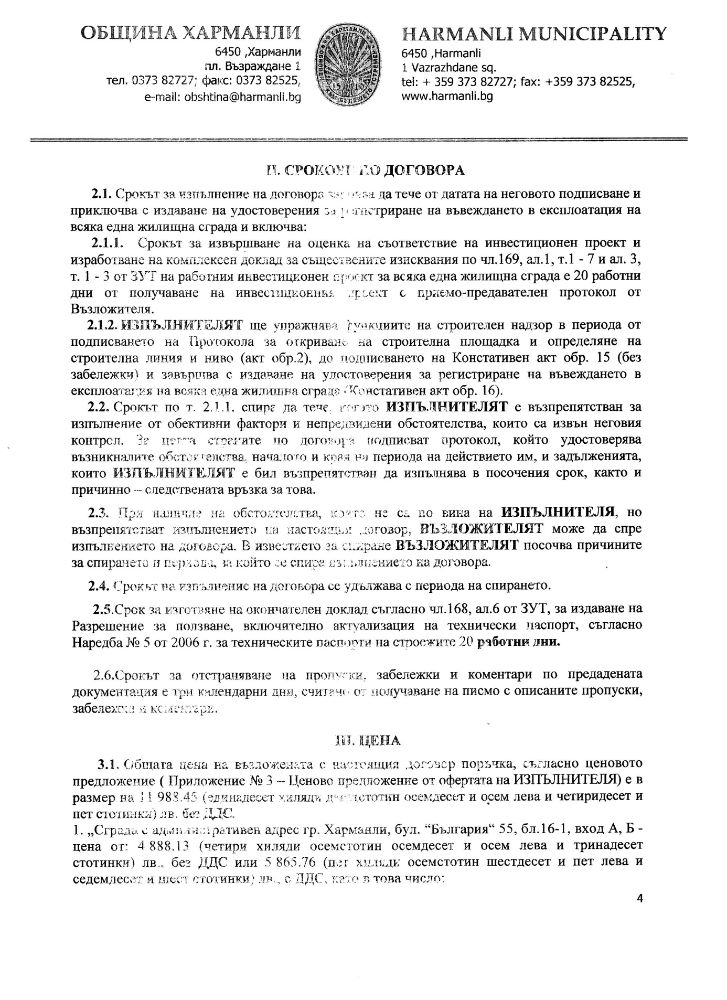 ОБЩИНА ХАРМАНЛИ
6450 ,Харманли
пл. Възраждане 1
тел. 0373 82727; факс: 0373 82525,
e-mail: obshtina@harmanli.bg
HARMANLI MUNICIPALITY
6450 ,Harmanli
1 Vazrazhdane sq.
tel: + 359 373 82727; fax: +359 373 82525,
www.harmanli.bg
II. СРОКОВЕ ПО ДОГОВОРА
2.1. Срокът за изпълнение на договора започва да тече от датата на неговото подписване и
приключва с издаване на удостоверения за регистриране на въвеждането в експлоатация на
всяка една жилищна сграда и включва:
2.1.1. Срокът за извършване на оценка на съответствие на инвестиционен проект и
изработване на комплексен доклад за съществените изисквания по чл.169, ал.1, т.1 - 7 и ал. 3,
т. 1 - 3 от ЗУТ на работния инвестиционен проект за всяка една жилищна сграда е 20 работни
дни от получаване на инвестиционния проект с приемо-предавателен протокол от
Възложителя.
2.1.2. ИЗПЪЛНИТЕЛЯТ ще упражнява функциите на строителен надзор в периода от
подписването на Протокола за откриване на строителна площадка и определяне на
строителна линия и ниво (акт обр.2), до подписването на Констативен акт обр. 15 (без
забележки) и завършва с издаване на удостоверения за регистриране на въвеждането в
експлоатация на всяка една жилишна сграда (Констативен акт обр. 16).
2.2. Срокът по т. 2.1.1. спира да тече, когато ИЗПЪЛНИТЕЛЯТ е възпрепятстван за
изпълнение от обективни фактори и непредвидени обстоятелства, които са извън неговия
контрол. За целта страните по договора подписват протокол, който удостоверява
възникналите обстоятелства, началото и края на периода на действието им, и задълженията,
които ИЗПЪЛНИТЕЛЯТ е бил възпрепятстван да изпълнява в посочения срок, както и
причинно – следствената връзка за това.
2.3. При наличие на обстоятелства, които не са по вина на ИЗПЪЛНИТЕЛЯ, но
възпрепятстват изпълнението на настоящия договор, ВЪЗЛОЖИТЕЛЯТ може да спре
изпълнението на договора. В известието за спиране ВЪЗЛОЖИТЕЛЯТ посочва причините
за спирането и периода, за който се спира изпълнението на договора.
2.4. Срокът на изпълнение на договора се удължава с периода на спирането.
2.5.Срок за изготвяне на окончателен доклад съгласно чл.168, ал.6 от ЗУТ, за издаване на
Разрешение за ползване, включително актуализация на технически паспорт, съгласно
Наредба № 5 от 2006 г. за техническите паспорти на строежите 20 работни дни.
2.6.Срокът за отстраняване на пропуски, забележки и коментари по предадената
документация е три календарни дни, считано от получаване на писмо с описаните пропуски,
забележки и коментари.
III. ЦЕНА
3.1. Общата цена на възложената с настоящия договор поръчка, съгласно ценовото
предложение ( Приложение № 3 – Ценово предложение от офертата на ИЗПЪЛНИТЕЛЯ) е в
размер на 11 988.45 (единадесет хиляди деветстотин осемдесет и осем лева и четиридесет и
пет стотинки) лв. без ДДС.
1. „Сграда с административен адрес гр. Харманли, бул. “България“ 55, бл.16-1, вход А, Б -
цена от: 4 888.13 (четири хиляди осемстотин осемдесет и осем лева и тринадесет
стотинки) лв., без ДДС или 5 865.76 (пет хиляди осемстотин шестдесет и пет лева и
седемдесет и шест стотинки) лв., с ДДС, като в това число:
4